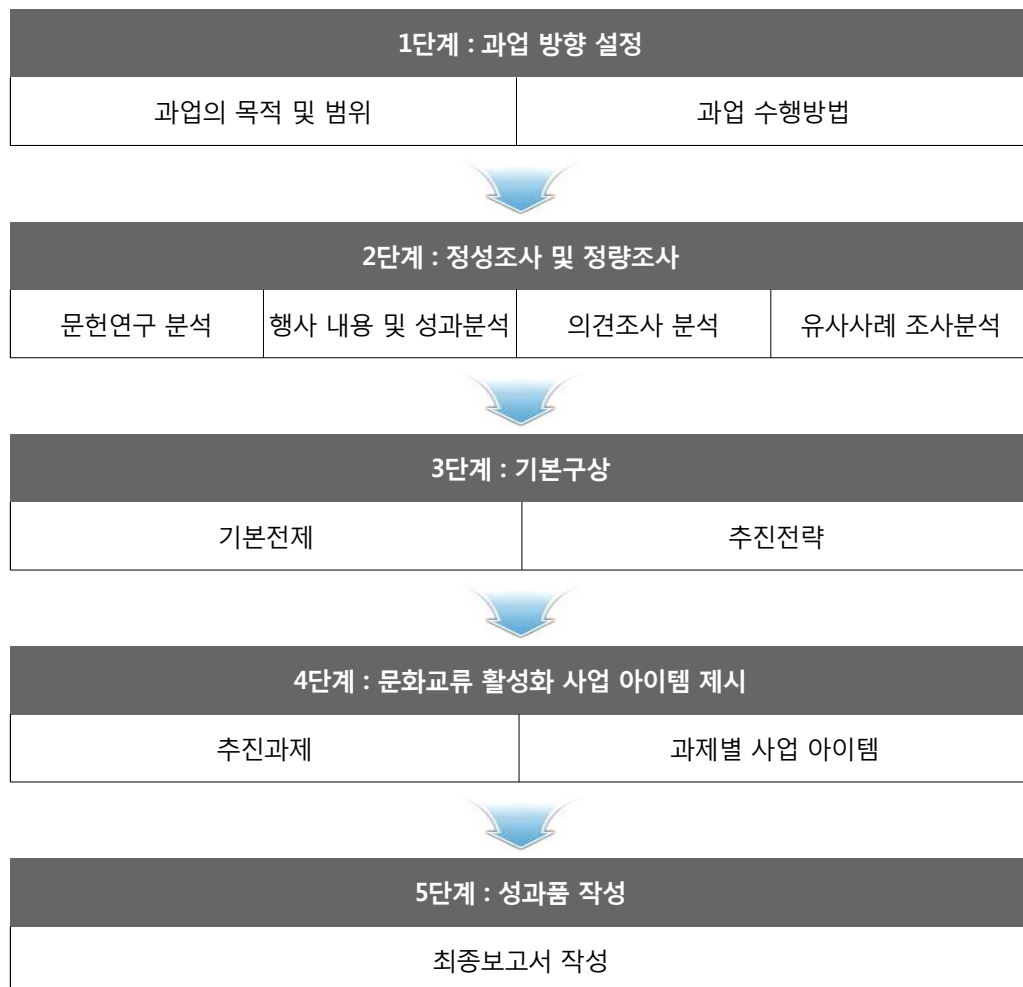 1단계 : 과업 방향 설정
과업의 목적 및 범위
과업 수행방법
2단계 : 정성조사 및 정량조사
문헌연구 분석
행사 내용 및 성과분석
의견조사 분석
유사사례 조사분석
3단계 : 기본구상
기본전제
추진전략
4단계 : 문화교류 활성화 사업 아이템 제시
추진과제
과제별 사업 아이템
5단계 : 성과품 작성
최종보고서 작성